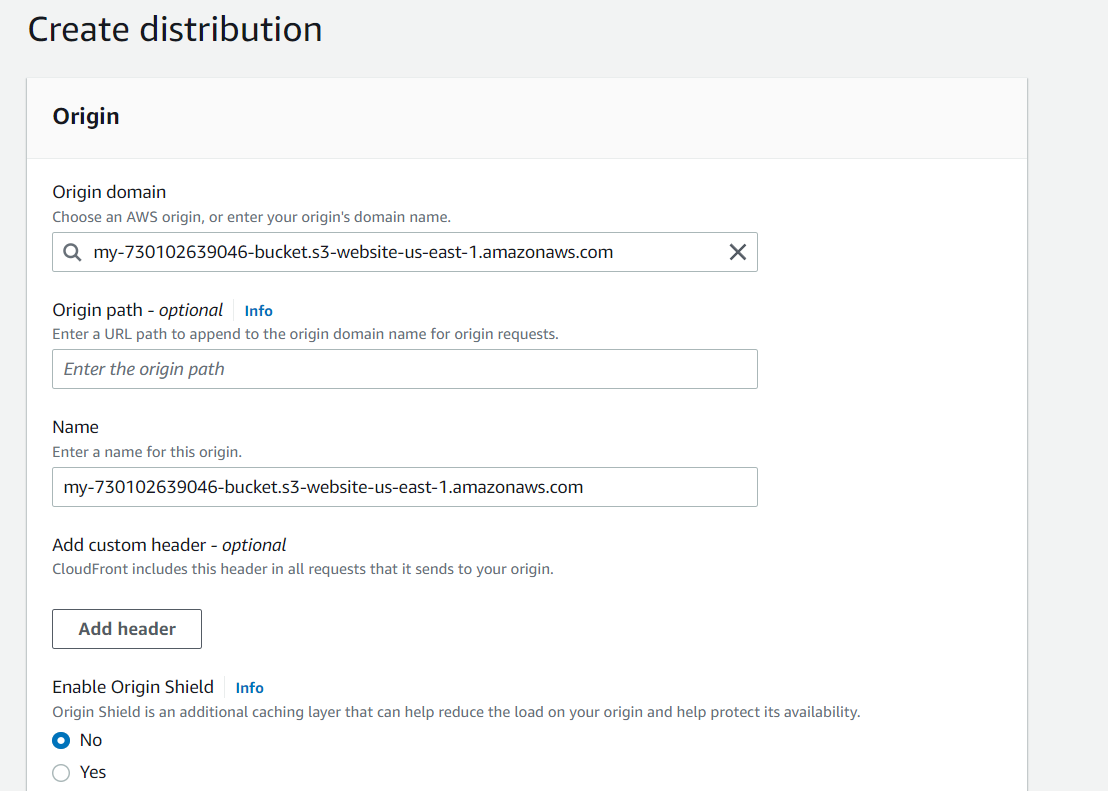 Create distribution
Origin
Origin domain
Choose an AWS origin, or enter your origin's domain name.
my-730102639046-bucket.s3-website-us-east-1.amazonaws.com
Origin path - optional Info
Enter a URL path to append to the origin domain name for origin requests.
Enter the origin path
Name
Enter a name for this origin.
my-730102639046-bucket.s3-website-us-east-1.amazonaws.com
Add custom header - optional
CloudFront includes this header in all requests that it sends to your origin.
Add header
Enable Origin Shield Info
Origin Shield is an additional caching layer that can help reduce the load on your origin and help protect its availability.
No
Yes